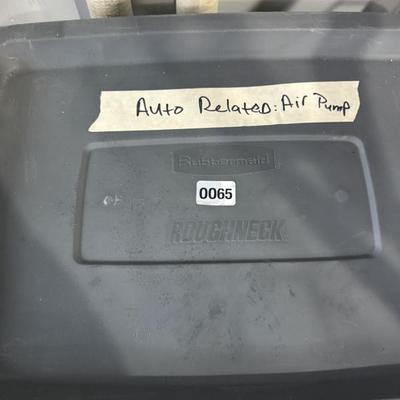 Auto Related: Air Pump
Rubbermaid
0065
ROUGHNECK